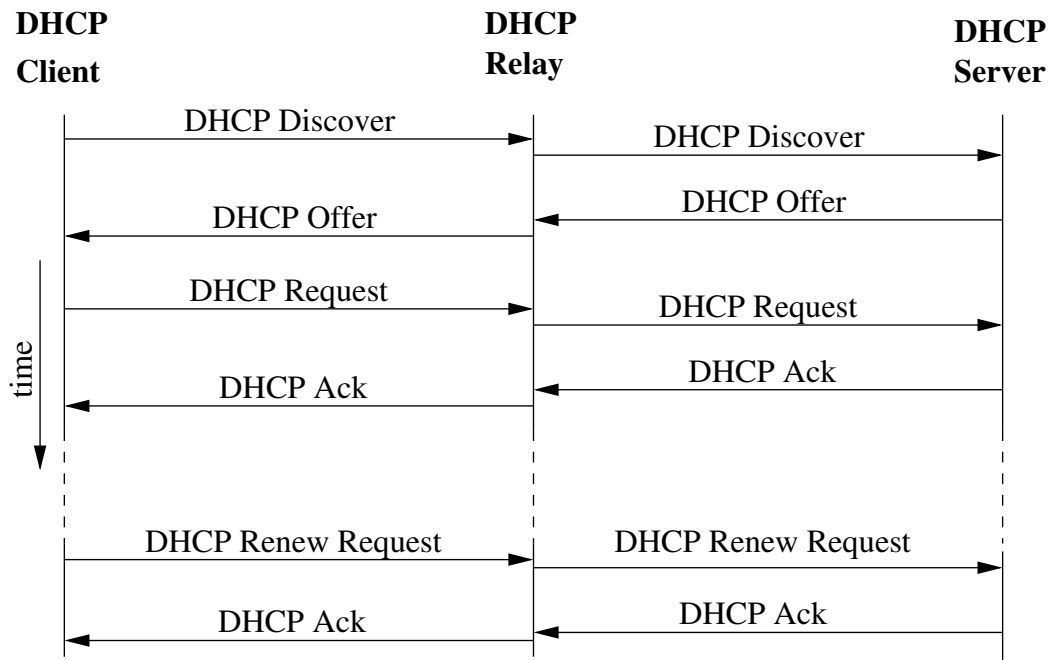 DHCP
Client
DHCP
Relay
DHCP
Server
DHCP Discover
DHCP Discover
DHCP Offer
DHCP Offer
DHCP Request
DHCP Request
time
DHCP Ack
DHCP Ack
DHCP Renew Request
DHCP Renew Request
DHCP Ack
DHCP Ack